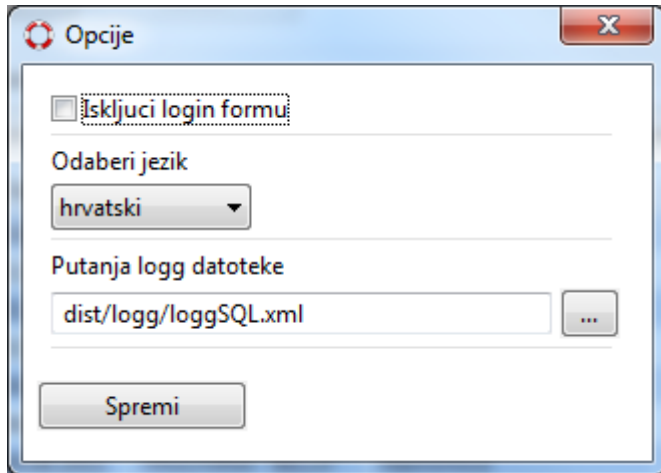 Opcije
Iskljuci login formu
Odaberi jezik
hrvatski
Putanja logg datoteke
dist/logg/loggSQL.xml
...
Spremi